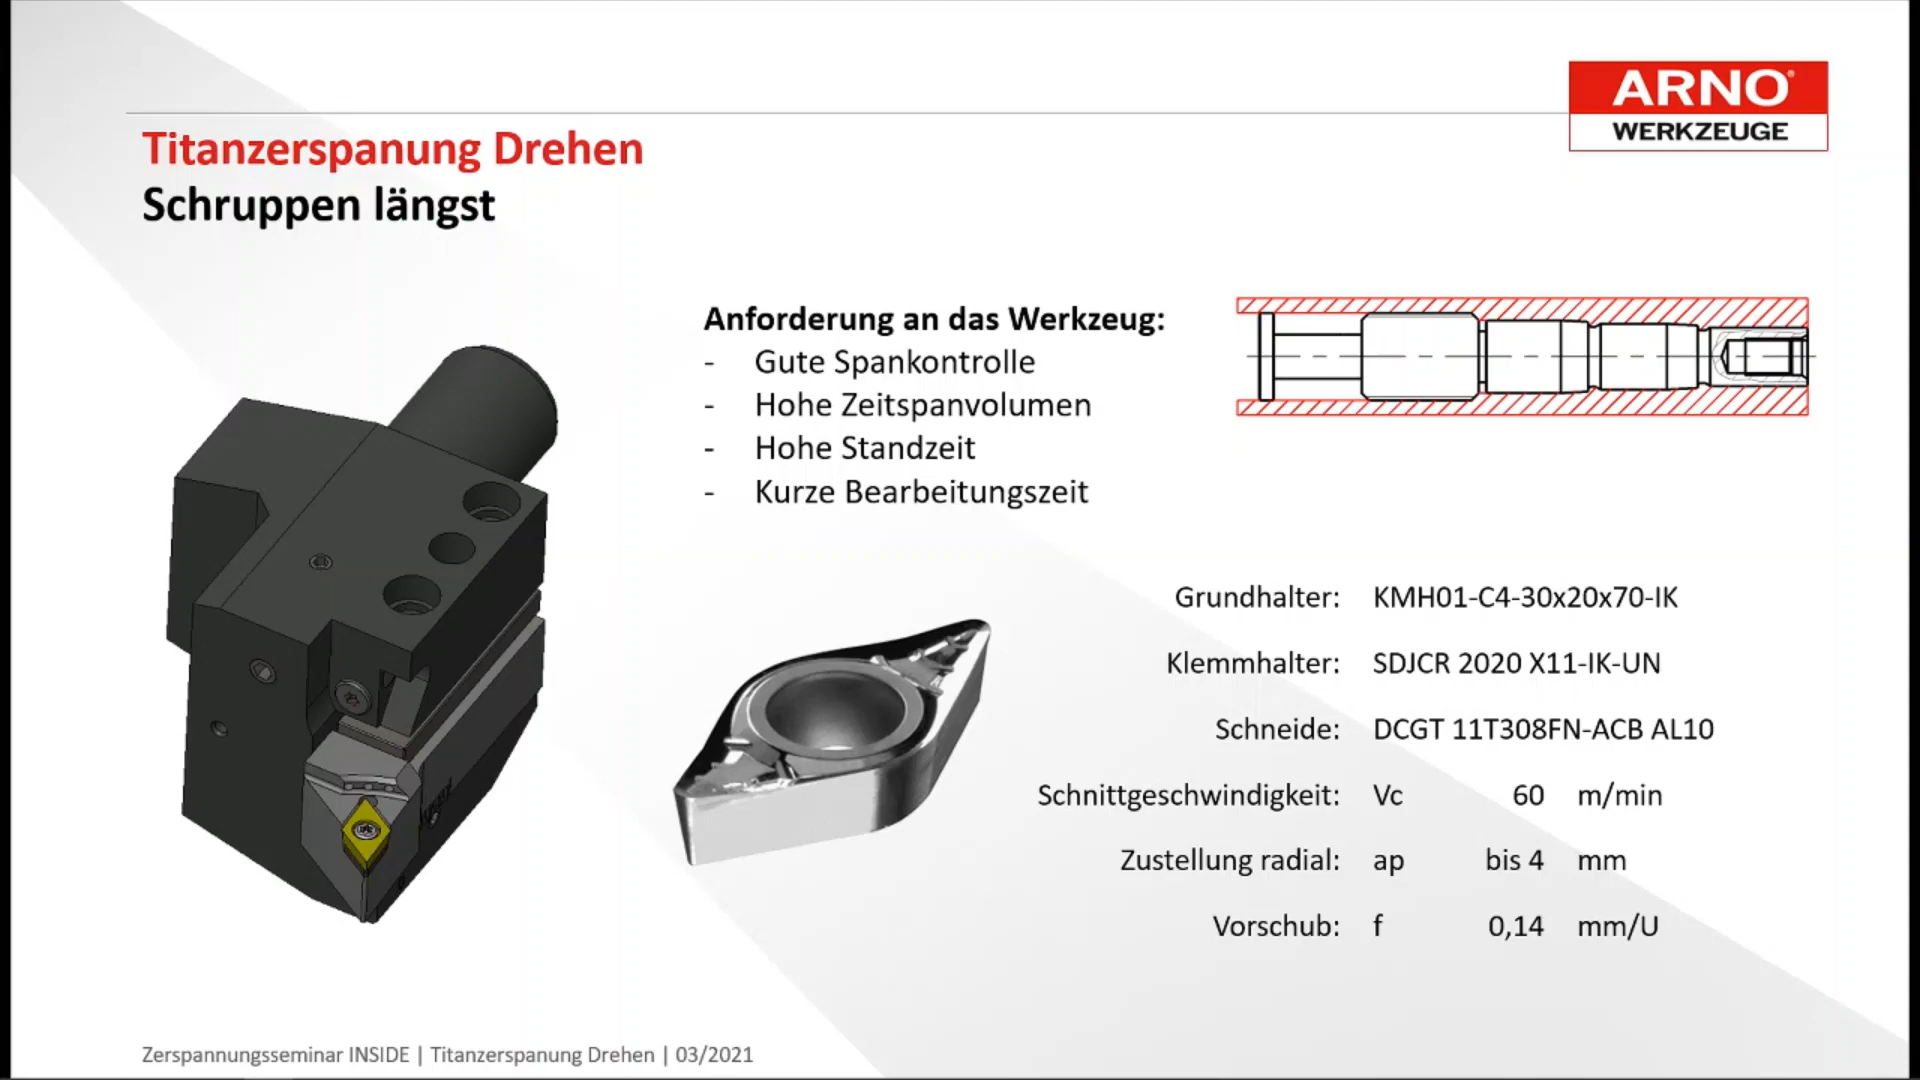 ARNO®
WERKZEUGE
Titanzerspanung Drehen
Schruppen längst
Anforderung an das Werkzeug:
- Gute Spankontrolle
- Hohe Zeitspanvolumen
- Hohe Standzeit
- Kurze Bearbeitungszeit
Grundhalter: KMH01-C4-30x20x70-IK
Klemmhalter: SDJCR 2020 X11-IK-UN
Schneide: DCGT 11T308FN-ACB AL10
Schnittgeschwindigkeit: Vc 60 m/min
Zustellung radial: ap bis 4 mm
Vorschub: f 0,14 mm/U
Zerspannungsseminar INSIDE | Titanzerspanung Drehen | 03/2021